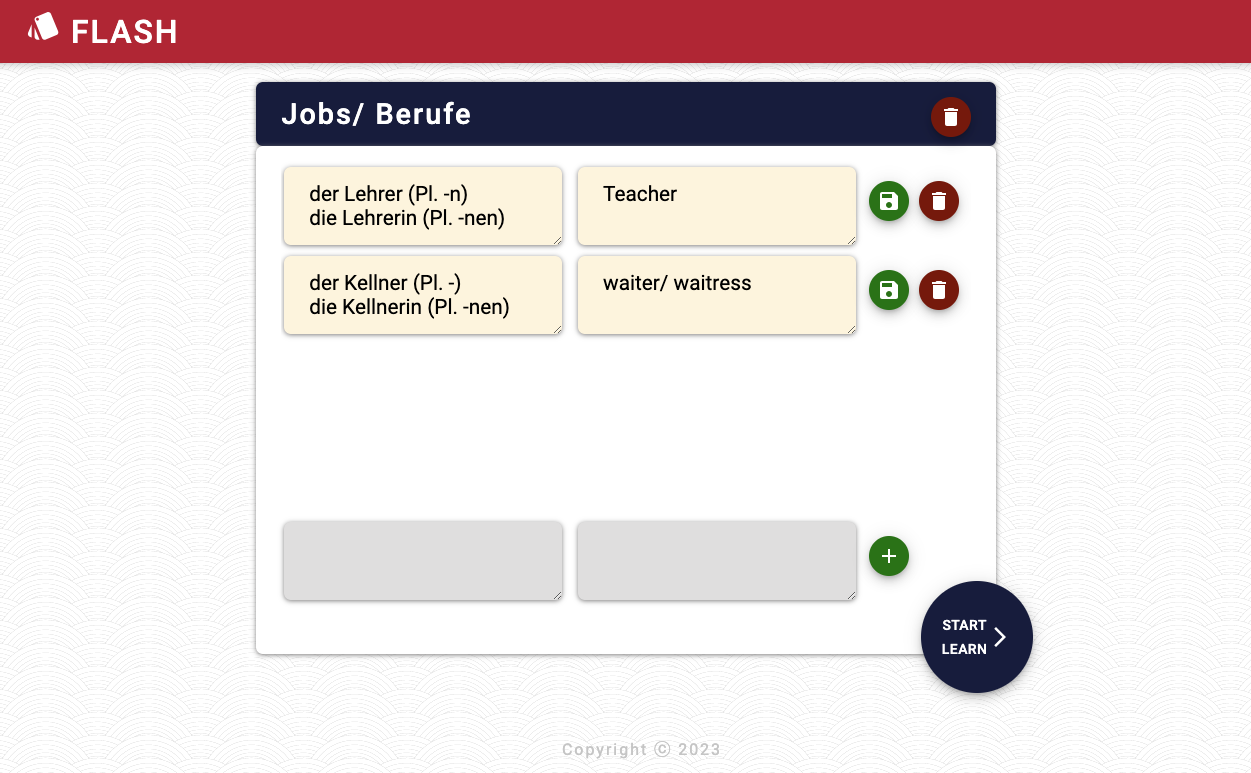 FLASH
Jobs/ Berufe
der Lehrer (Pl. -n)
die Lehrerin (Pl. -nen)
Teacher
der Kellner (Pl. -)
die Kellnerin (Pl. -nen)
waiter/ waitress
START
LEARN
Copyright © 2023